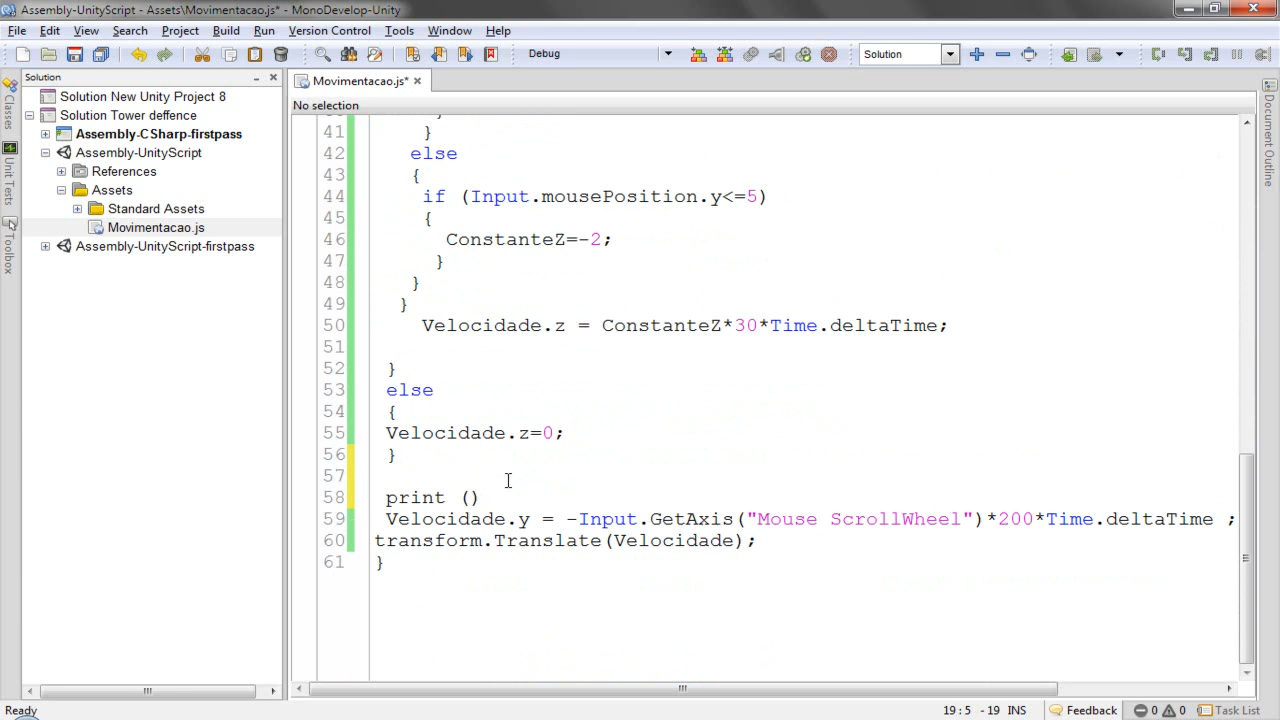 Assembly-UnityScript - Assets\Movimentacao.js* - MonoDevelop-Unity
File Edit View Search Project Build Run Version Control Tools Window Help
Debug Solution
Solution
Movimentacao.js*
No selection
Classes
Unit Tests
Toolbox
Document Outline
Solution New Unity Project 8
Solution Tower deffence
Assembly-CSharp-firstpass
Assembly-UnityScript
References
Assets
Standard Assets
Movimentacao.js
Assembly-UnityScript-firstpass
41 }
42 else
43 {
44 if (Input.mousePosition.y<=5)
45 {
46 ConstanteZ=-2;
47 }
48 }
49 }
50 Velocidade.z = ConstanteZ*30*Time.deltaTime;
51
52 }
53 else
54 {
55 Velocidade.z=0;
56 }
57
58 print ()
59 Velocidade.y = -Input.GetAxis("Mouse ScrollWheel")*200*Time.deltaTime ;
60 transform.Translate(Velocidade);
61 }
Ready 19:5 - 19 INS Feedback 0 0 Task List